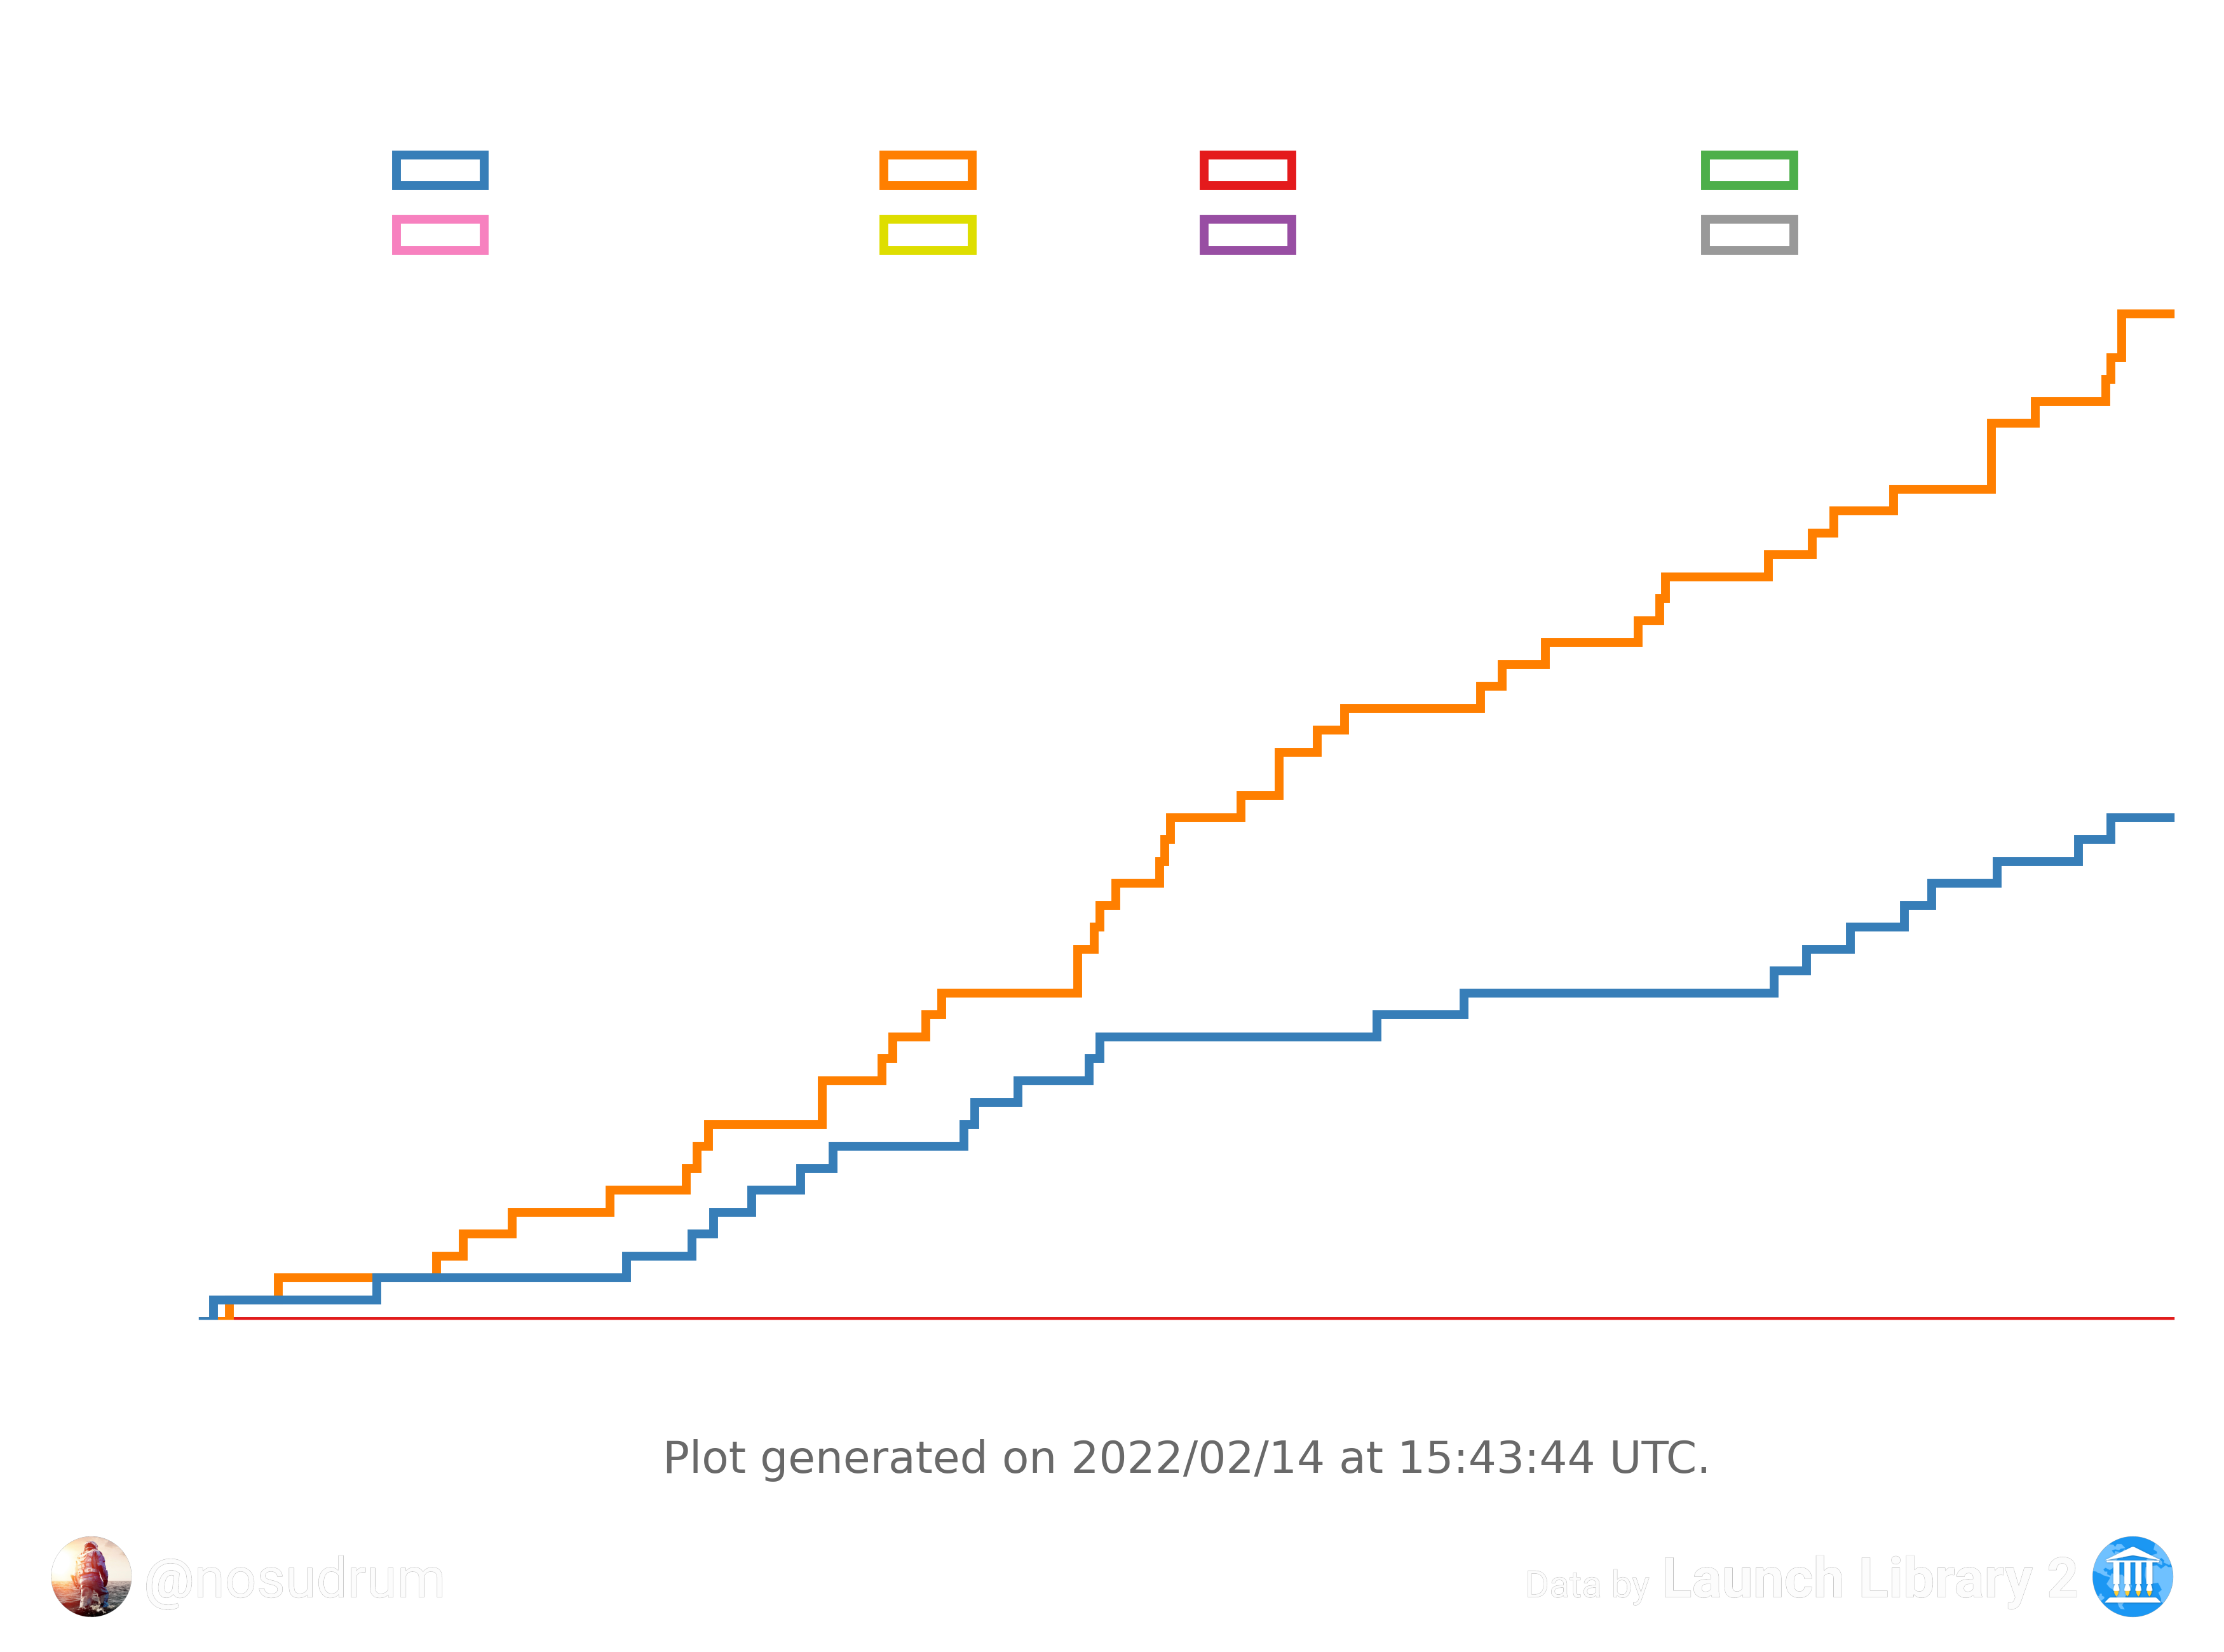 Plot generated on 2022/02/14 at 15:43:44 UTC.
@nosudrum
Data by Launch Library 2